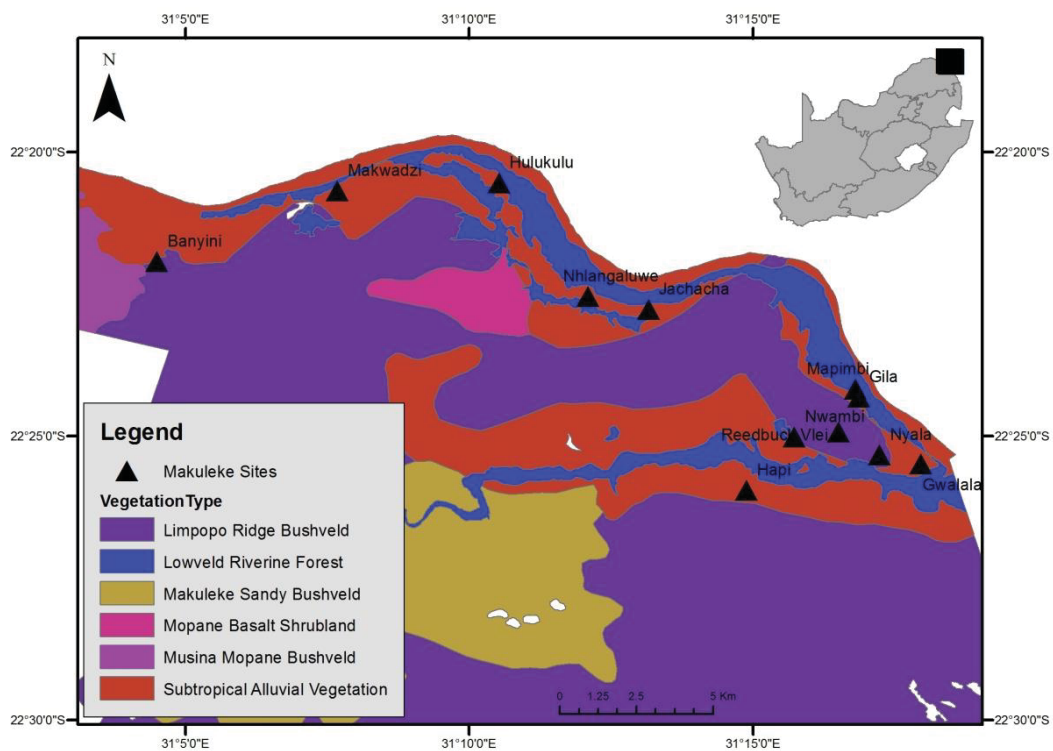 31°5'0"E 31°10'0"E 31°15'0"E
N
22°20'0"S 22°20'0"S
Makwadzi
Hulukulu
Banyini
Nhlangaluwe
Jachacha
Mapimbi
Gila
Nwambi
22°25'0"S 22°25'0"S
Reedbuck Vlei
Nyala
Hapi
Gwalala
Legend
Makuleke Sites
VegetationType
Limpopo Ridge Bushveld
Lowveld Riverine Forest
Makuleke Sandy Bushveld
Mopane Basalt Shrubland
Musina Mopane Bushveld
Subtropical Alluvial Vegetation
0 1.25 2.5 5 Km
22°30'0"S 22°30'0"S
31°5'0"E 31°10'0"E 31°15'0"E